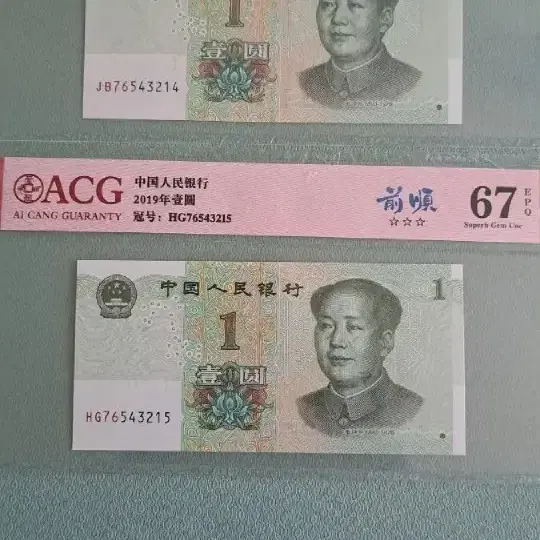 1
壹圆
JB76543214
ACG
AI CANG GUARANTY
中国人民银行
2019年壹圆
冠号：HG76543215
前順
☆☆☆
67
EPQ
Superb Gem Unc
中国人民银行
1
1
壹圆
HG76543215